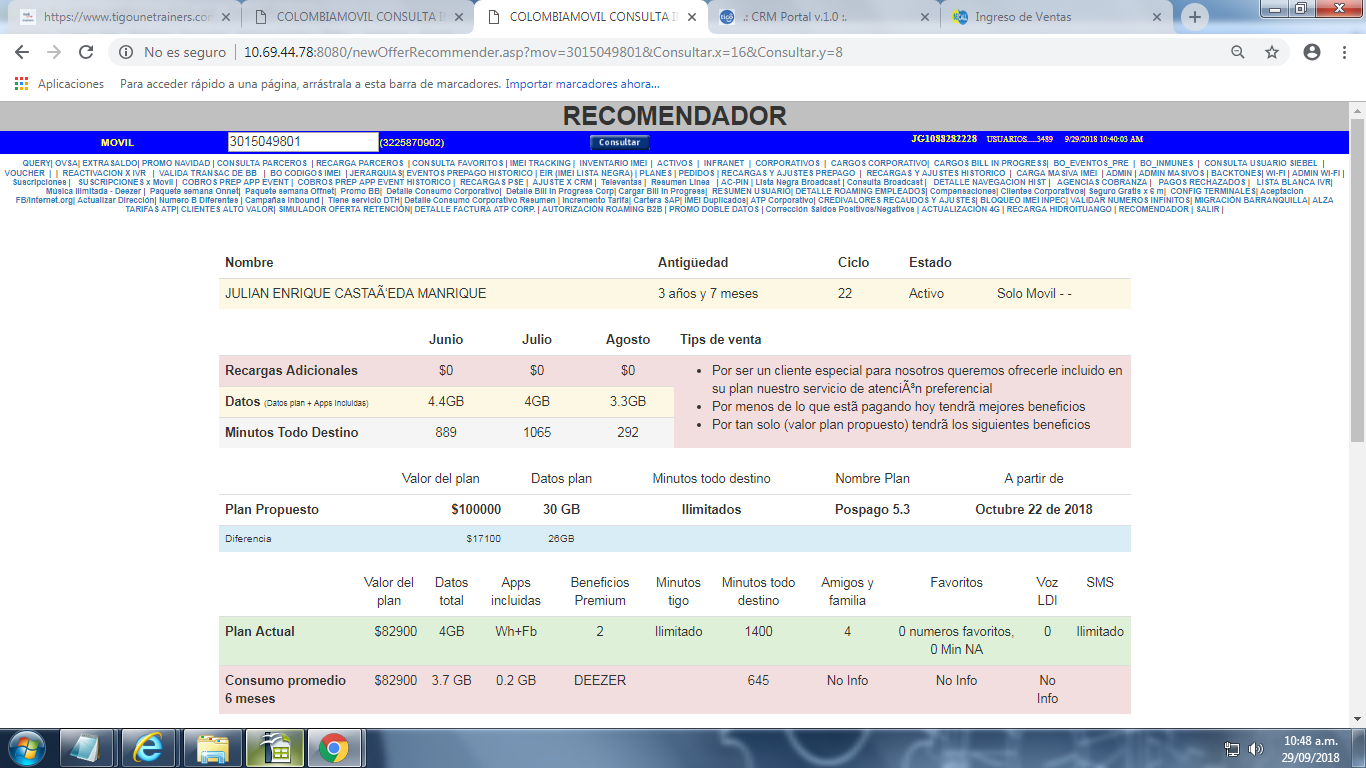 https://www.tigounetrainers.con
COLOMBIAMOVIL CONSULTA I
COLOMBIAMOVIL CONSULTA I
.: CRM Portal v.1.0 :.
Ingreso de Ventas
No es seguro
10.69.44.78:8080/newOfferRecommender.asp?mov=3015049801&Consultar.x=16&Consultar.y=8
Aplicaciones
Para acceder rápido a una página, arrástrala a esta barra de marcadores. Importar marcadores ahora...
RECOMENDADOR
MOVIL 3015049801 (3225870902) Consultar JG1088282228 USUARIOS.....3489 9/29/2018 10:40:03 AM
QUERY| OVSA| EXTRASALDO| PROMO NAVIDAD | CONSULTA PARCEROS | RECARGA PARCEROS | CONSULTA FAVORITOS | IMEI TRACKING | INVENTARIO IMEI | ACTIVOS | INFRANET | CORPORATIVOS | CARGOS CORPORATIVO| CARGOS BILL IN PROGRESS| BO_EVENTOS_PRE | BO_INMUNES | CONSULTA USUARIO SIEBEL |
VOUCHER | | REACTIVACION X IVR | VALIDA TRANSAC DE BB | BO CODIGOS IMEI | JERARQUIAS| EVENTOS PREPAGO HISTORICO | EIR (IMEI LISTA NEGRA) | PLANES | PEDIDOS | RECARGAS Y AJUSTES PREPAGO | RECARGAS Y AJUSTES HISTORICO | CARGA MASIVA IMEI | ADMIN | ADMIN MASIVOS | BACKTONES| WI-FI | ADMIN WI-FI |
Suscripciones | SUSCRIPCIONES x Movil | COBROS PREP APP EVENT | COBROS PREP APP EVENT HISTORICO | RECARGAS PSE | AJUSTE X CRM | Televentas | Resumen Linea | AC-PIN | Lista Negra Broadcast | Consulta Broadcast | DETALLE NAVEGACION HIST | AGENCIAS COBRANZA | PAGOS RECHAZADOS | LISTA BLANCA IVR|
Musica Ilimitada - Deezer | Paquete semana Onnet| Paquete semana Offnet| Promo BB| Detalle Consumo Corporativo| Detalle Bill In Progress Corp| Cargar Bill In Progress Corp| RESUMEN USUARIO| DETALLE ROAMING EMPLEADOS| Compensaciones| Clientes Corporativos| Seguro Gratis x 6 m| CONFIG TERMINALES| Aceptacion
FB/Internet.org| Actualizar Dirección| Numero B Diferentes | Campañas Inbound | Tiene servicio DTH| Detalle Consumo Corporativo Resumen | Incremento Tarifa| Cartera SAP| IMEI Duplicados| ATP Corporativo| CREDIVALORES RECAUDOS Y AJUSTES| BLOQUEO IMEI INPEC| VALIDAR NUMEROS INFINITOS| MIGRACIÓN BARRANQUILLA| ALZA
TARIFAS ATP| CLIENTES ALTO VALOR| SIMULADOR OFERTA RETENCIÓN| DETALLE FACTURA ATP CORP. | AUTORIZACIÓN ROAMING B2B | PROMO DOBLE DATOS | Corrección Saldos Positivos/Negativos | ACTUALIZACIÓN 4G | RECARGA HIDROITUANGO | RECOMENDADOR | SALIR |
Nombre Antigüedad Ciclo Estado
JULIAN ENRIQUE CASTAÃ‘EDA MANRIQUE 3 años y 7 meses 22 Activo Solo Movil - -
Junio Julio Agosto Tips de venta
Recargas Adicionales $0 $0 $0
Datos (Datos plan + Apps Incluidas) 4.4GB 4GB 3.3GB
Minutos Todo Destino 889 1065 292
• Por ser un cliente especial para nosotros queremos ofrecerle incluido en
su plan nuestro servicio de atenciÃ³n preferencial
• Por menos de lo que estã pagando hoy tendrã mejores beneficios
• Por tan solo (valor plan propuesto) tendrã los siguientes beneficios
Valor del plan Datos plan Minutos todo destino Nombre Plan A partir de
Plan Propuesto $100000 30 GB Ilimitados Pospago 5.3 Octubre 22 de 2018
Diferencia $17100 26GB
Valor del plan Datos total Apps incluidas Beneficios Premium Minutos tigo Minutos todo destino Amigos y familia Favoritos Voz LDI SMS
Plan Actual $82900 4GB Wh+Fb 2 Ilimitado 1400 4 0 numeros favoritos, 0 Min NA 0 Ilimitado
Consumo promedio 6 meses $82900 3.7 GB 0.2 GB DEEZER 645 No Info No Info No Info
10:48 a.m.
29/09/2018